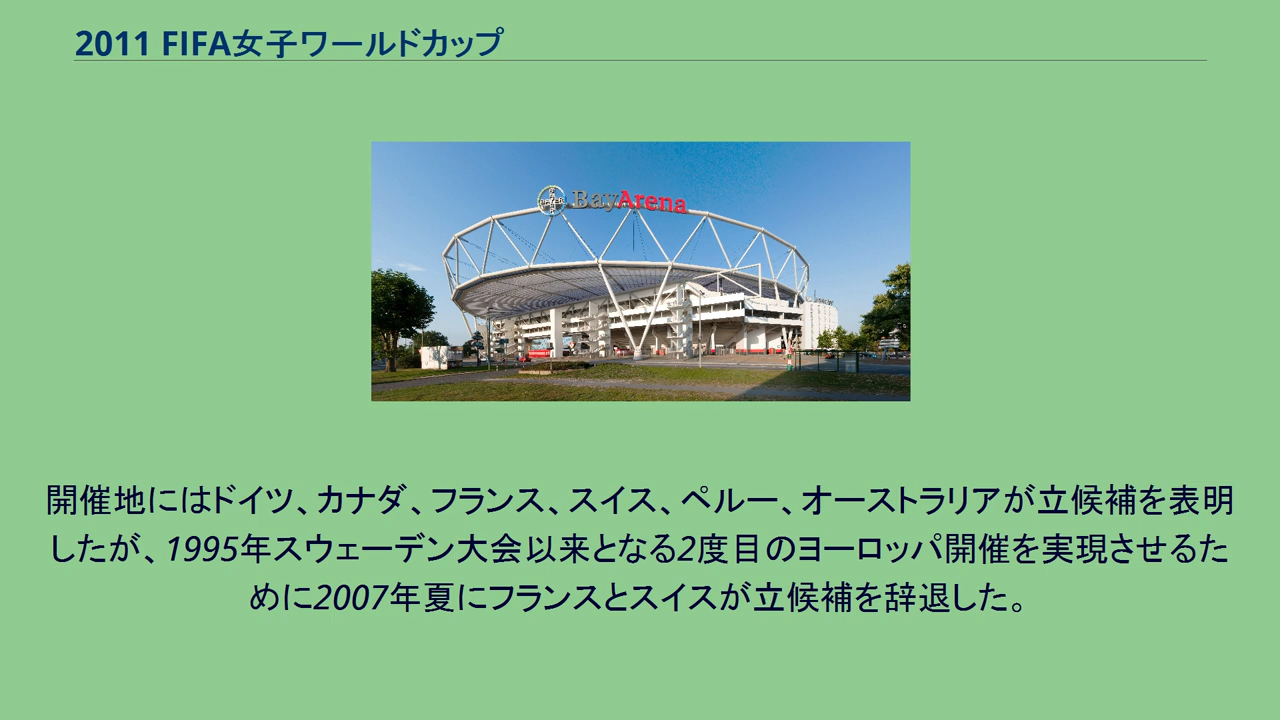 2011 FIFA女子ワールドカップ
BayArena
開催地にはドイツ、カナダ、フランス、スイス、ペルー、オーストラリアが立候補を表明
したが、1995年スウェーデン大会以来となる2度目のヨーロッパ開催を実現させるた
めに2007年夏にフランスとスイスが立候補を辞退した。